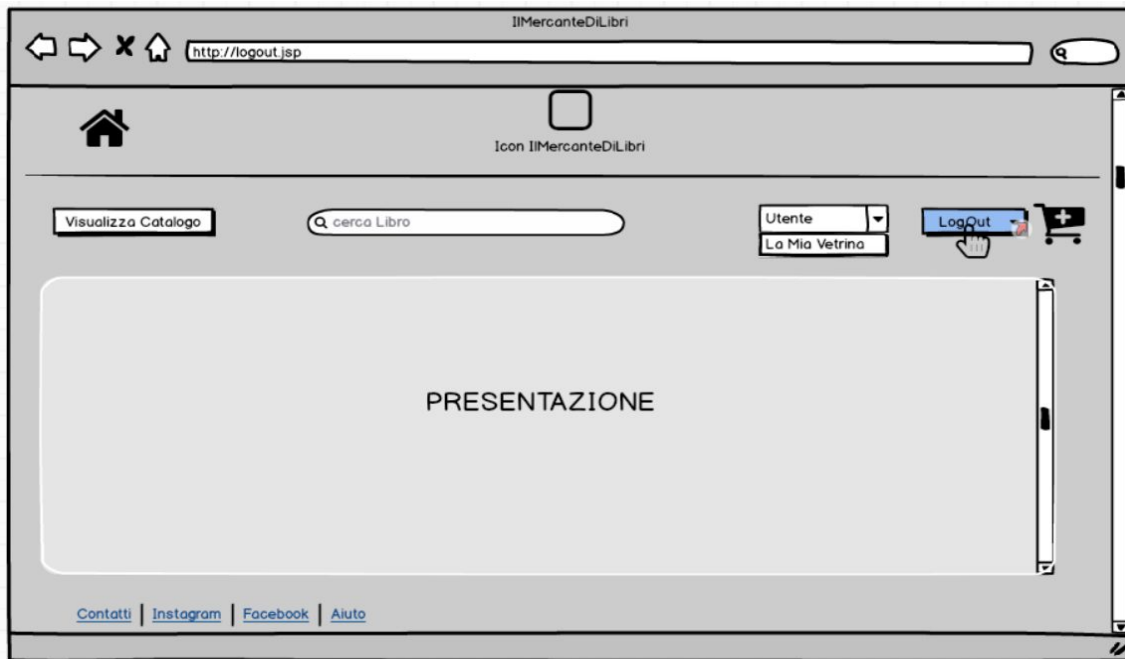 IlMercanteDiLibri
http://logout.jsp
Icon IlMercanteDiLibri
Visualizza Catalogo
cerca Libro
Utente
LogOut
La Mia Vetrina
PRESENTAZIONE
Contatti | Instagram | Facebook | Aiuto